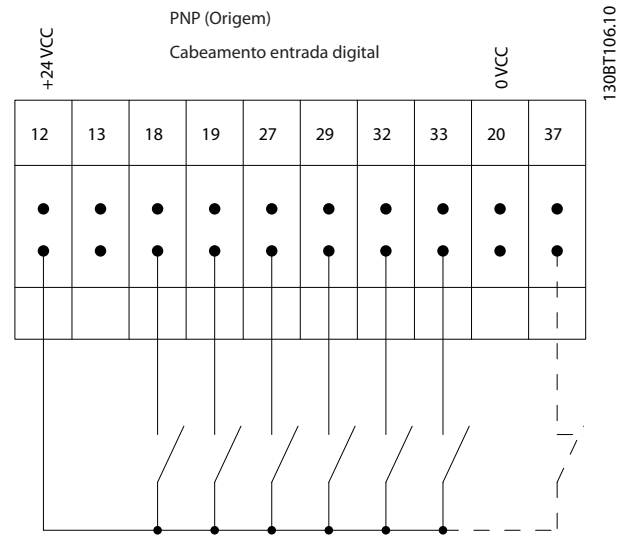 PNP (Origem)
Cabeamento entrada digital
+24 VCC
0 VCC
130BT106.10
12 13 18 19 27 29 32 33 20 37